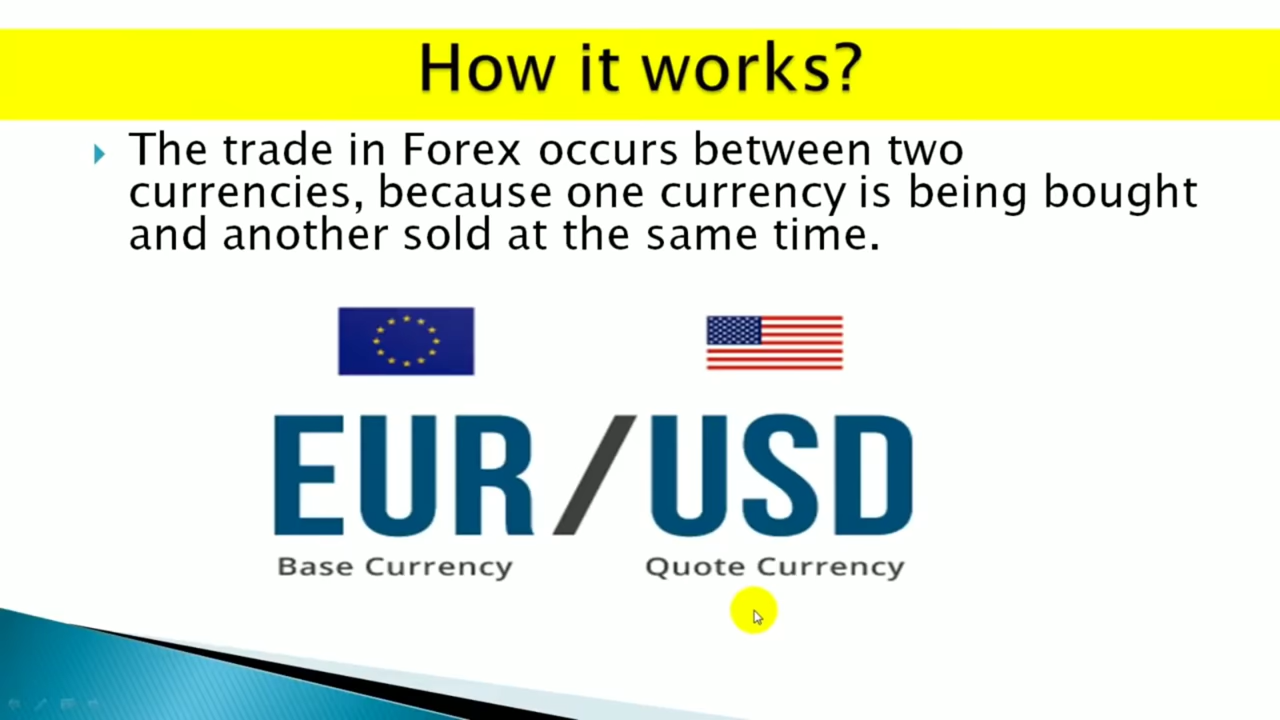 How it works?
The trade in Forex occurs between two
currencies, because one currency is being bought
and another sold at the same time.
EUR/USD
Base Currency Quote Currency